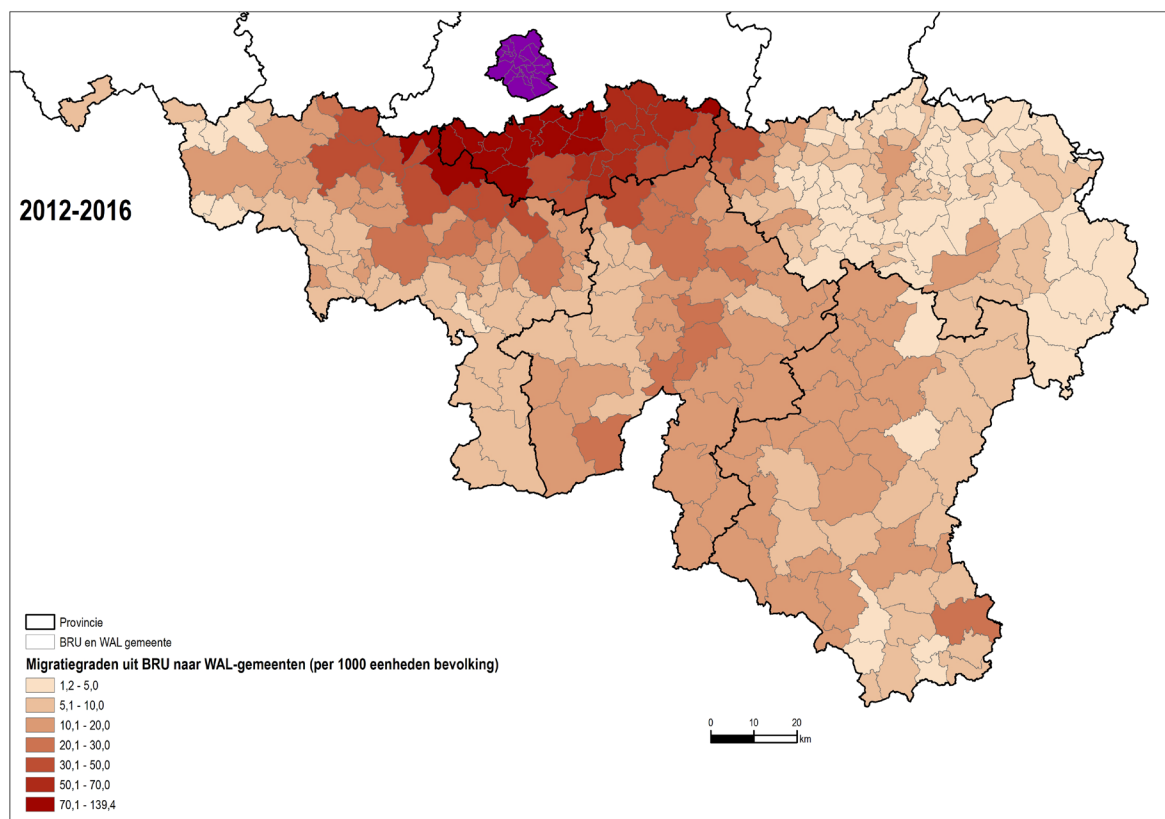 2012-2016
Provincie
BRU en WAL gemeente
Migratiegraden uit BRU naar WAL-gemeenten (per 1000 eenheden bevolking)
1,2 - 5,0
5,1 - 10,0
10,1 - 20,0
20,1 - 30,0
30,1 - 50,0
50,1 - 70,0
70,1 - 139,4
0 10 20
km